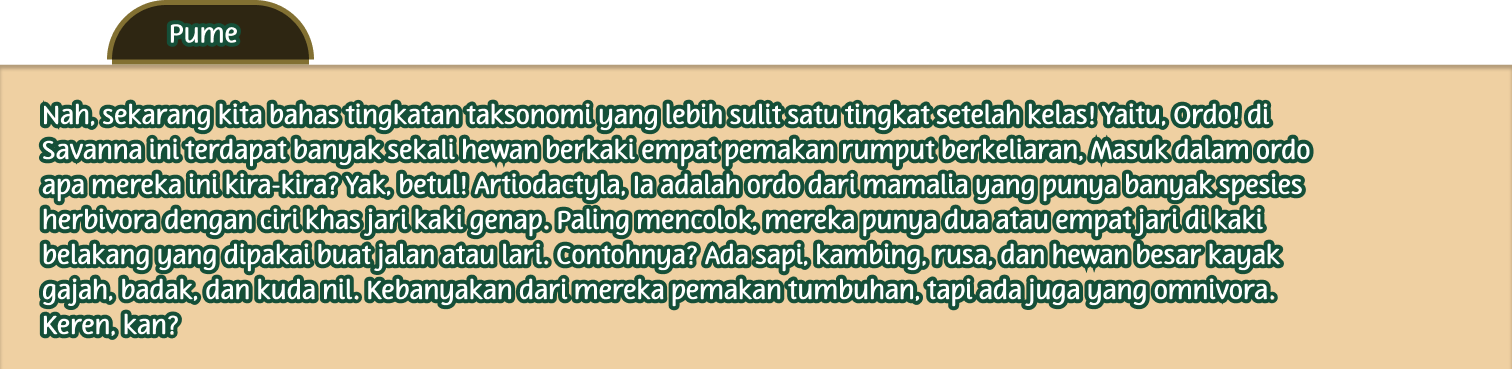 Pume
Nah, sekarang kita bahas tingkatan taksonomi yang lebih sulit satu tingkat setelah kelas! Yaitu, Ordo! di
Savanna ini terdapat banyak sekali hewan berkaki empat pemakan rumput berkeliaran, Masuk dalam ordo
apa mereka ini kira-kira? Yak, betul! Artiodactyla, Ia adalah ordo dari mamalia yang punya banyak spesies
herbivora dengan ciri khas jari kaki genap. Paling mencolok, mereka punya dua atau empat jari di kaki
belakang yang dipakai buat jalan atau lari. Contohnya? Ada sapi, kambing, rusa, dan hewan besar kayak
gajah, badak, dan kuda nil. Kebanyakan dari mereka pemakan tumbuhan, tapi ada juga yang omnivora.
Keren, kan?